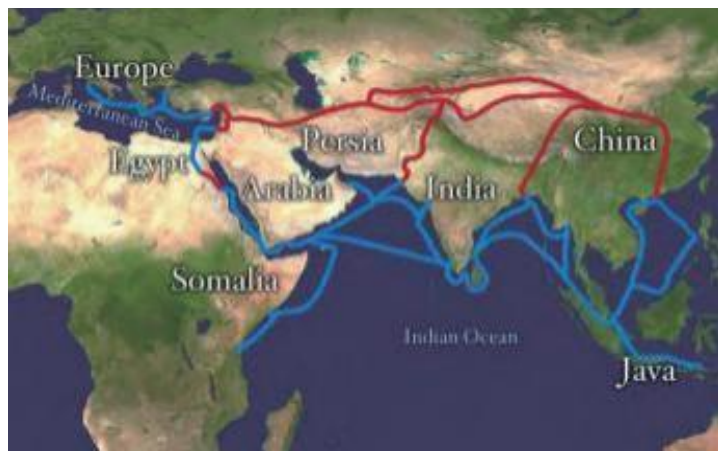 Europe
Mediterranean Sea
Egypt
Persia
China
Arabia
India
Somalia
Indian Ocean
Java